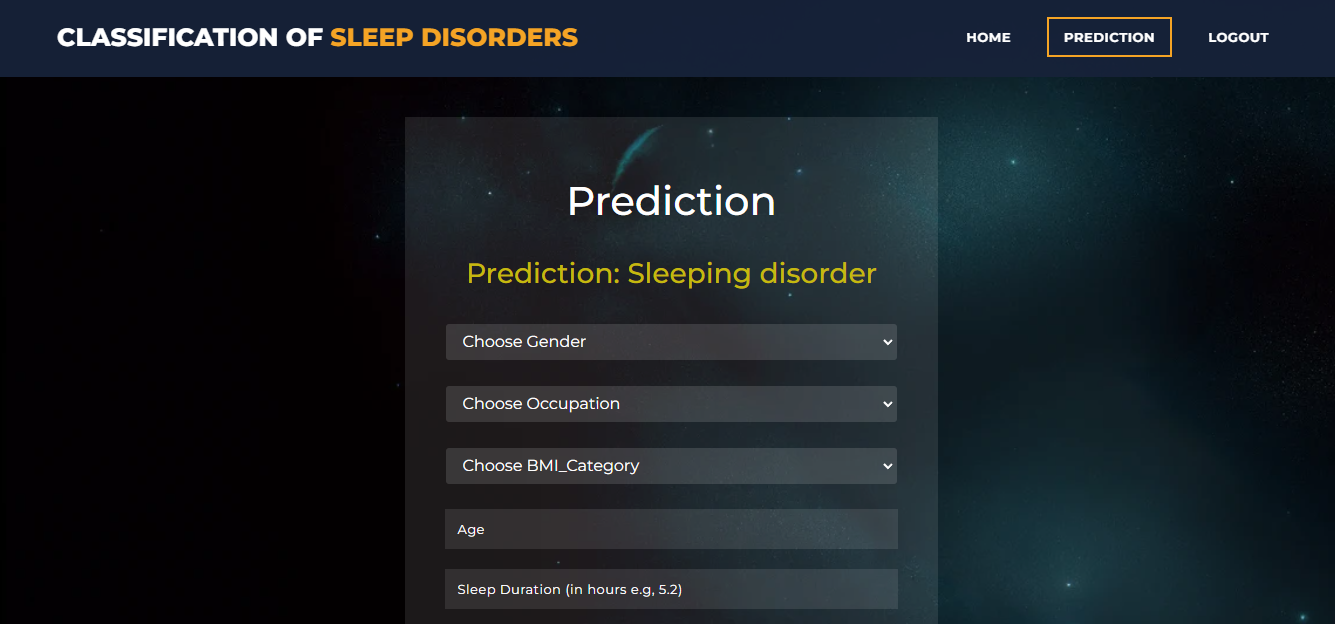 CLASSIFICATION OF SLEEP DISORDERS
HOME
PREDICTION
LOGOUT
Prediction
Prediction: Sleeping disorder
Choose Gender
Choose Occupation
Choose BMI_Category
Age
Sleep Duration (in hours e.g, 5.2)